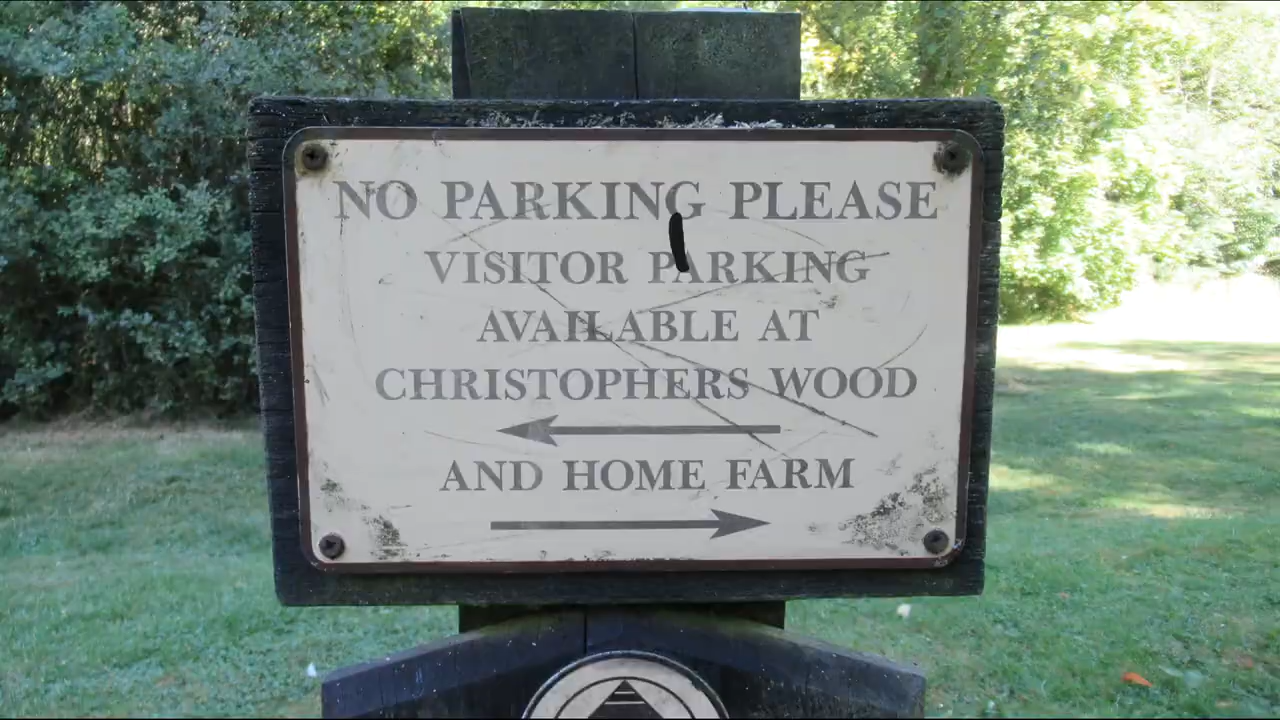 NO PARKING PLEASE
VISITOR PARKING
AVAILABLE AT
CHRISTOPHERS WOOD
AND HOME FARM